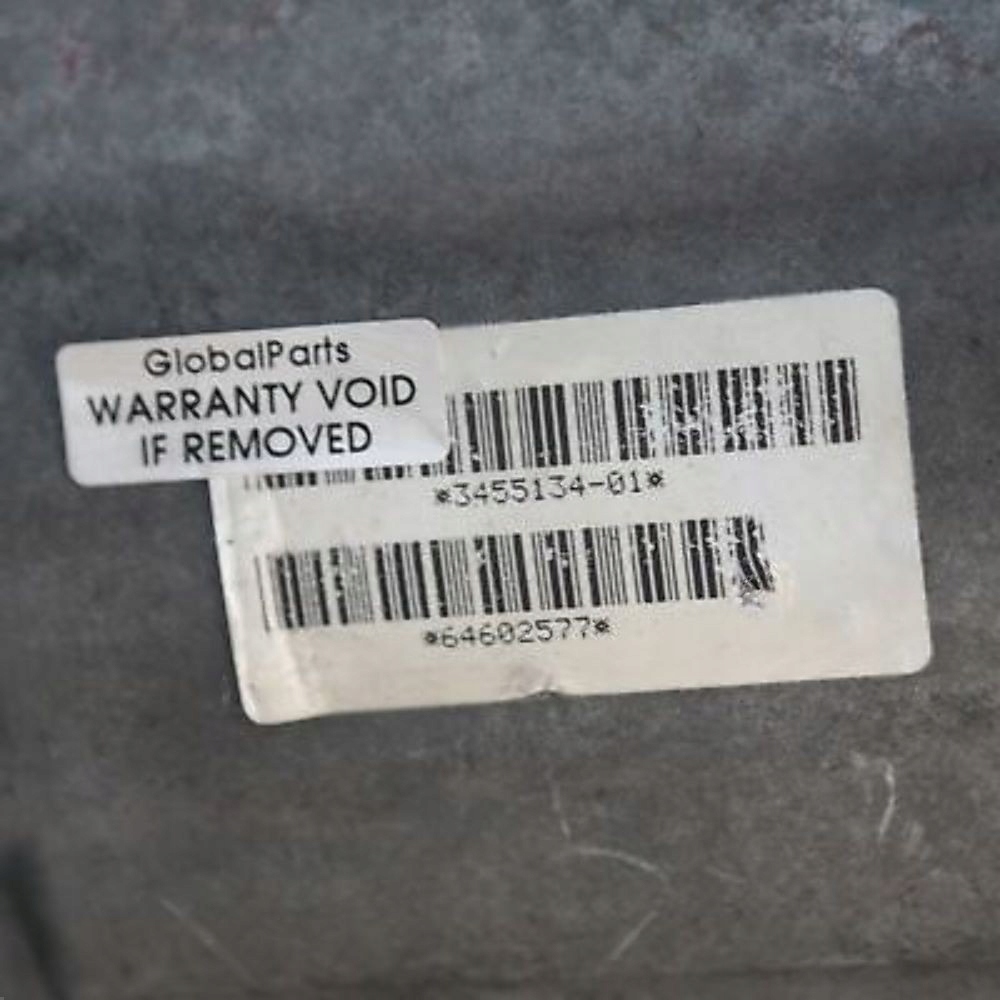 GlobalParts
WARRANTY VOID
IF REMOVED
*3455134-01*
*64602577*